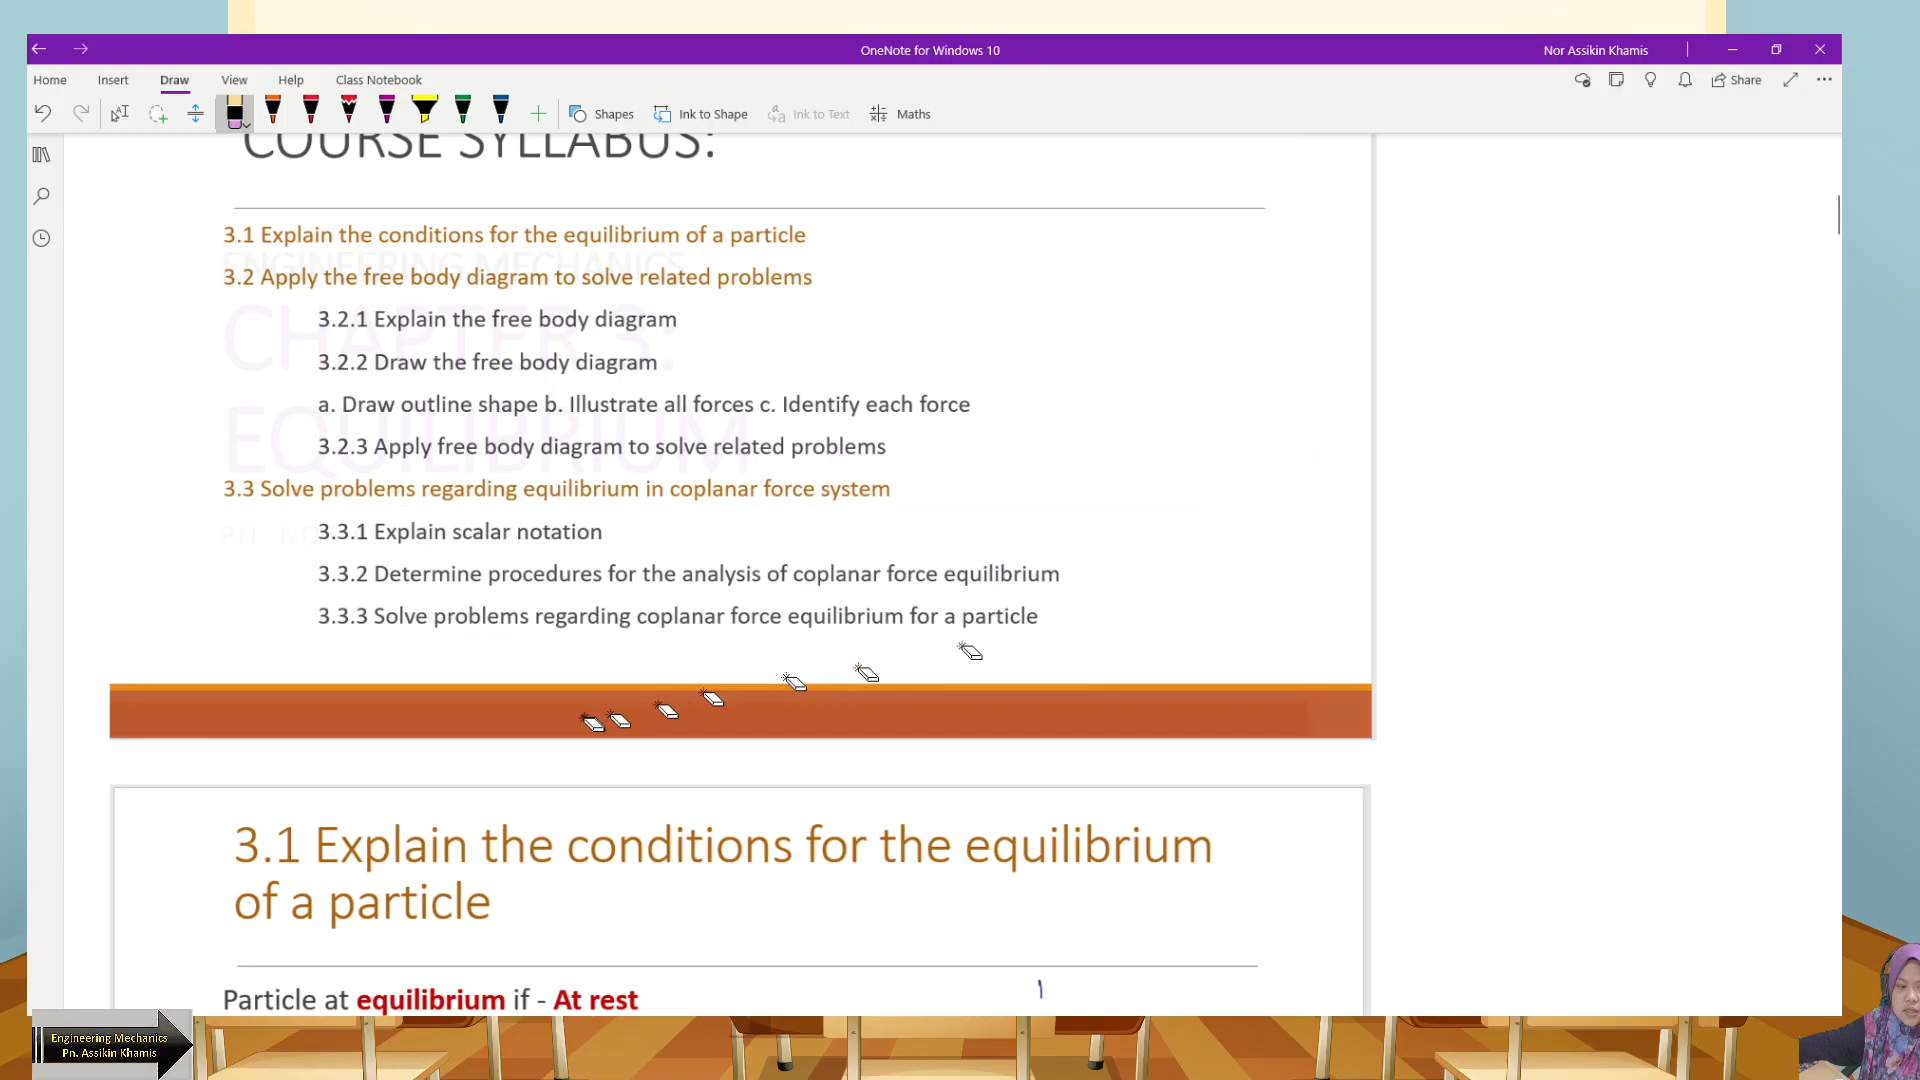 OneNote for Windows 10
Nor Assikin Khamis
Home
Insert
Draw
View
Help
Class Notebook
Share
Shapes
Ink to Shape
Ink to Text
Maths
COURSE SYLLABUS:
3.1 Explain the conditions for the equilibrium of a particle
ENGINEERING MECHANICS
3.2 Apply the free body diagram to solve related problems
3.2.1 Explain the free body diagram
CHAPTER 3:
3.2.2 Draw the free body diagram
a. Draw outline shape b. Illustrate all forces c. Identify each force
EQUILIBRIUM
3.2.3 Apply free body diagram to solve related problems
3.3 Solve problems regarding equilibrium in coplanar force system
3.3.1 Explain scalar notation
PN
3.3.2 Determine procedures for the analysis of coplanar force equilibrium
3.3.3 Solve problems regarding coplanar force equilibrium for a particle
3.1 Explain the conditions for the equilibrium
of a particle
Particle at equilibrium if - At rest
Engineering Mechanics
Pn. Assikin Khamis